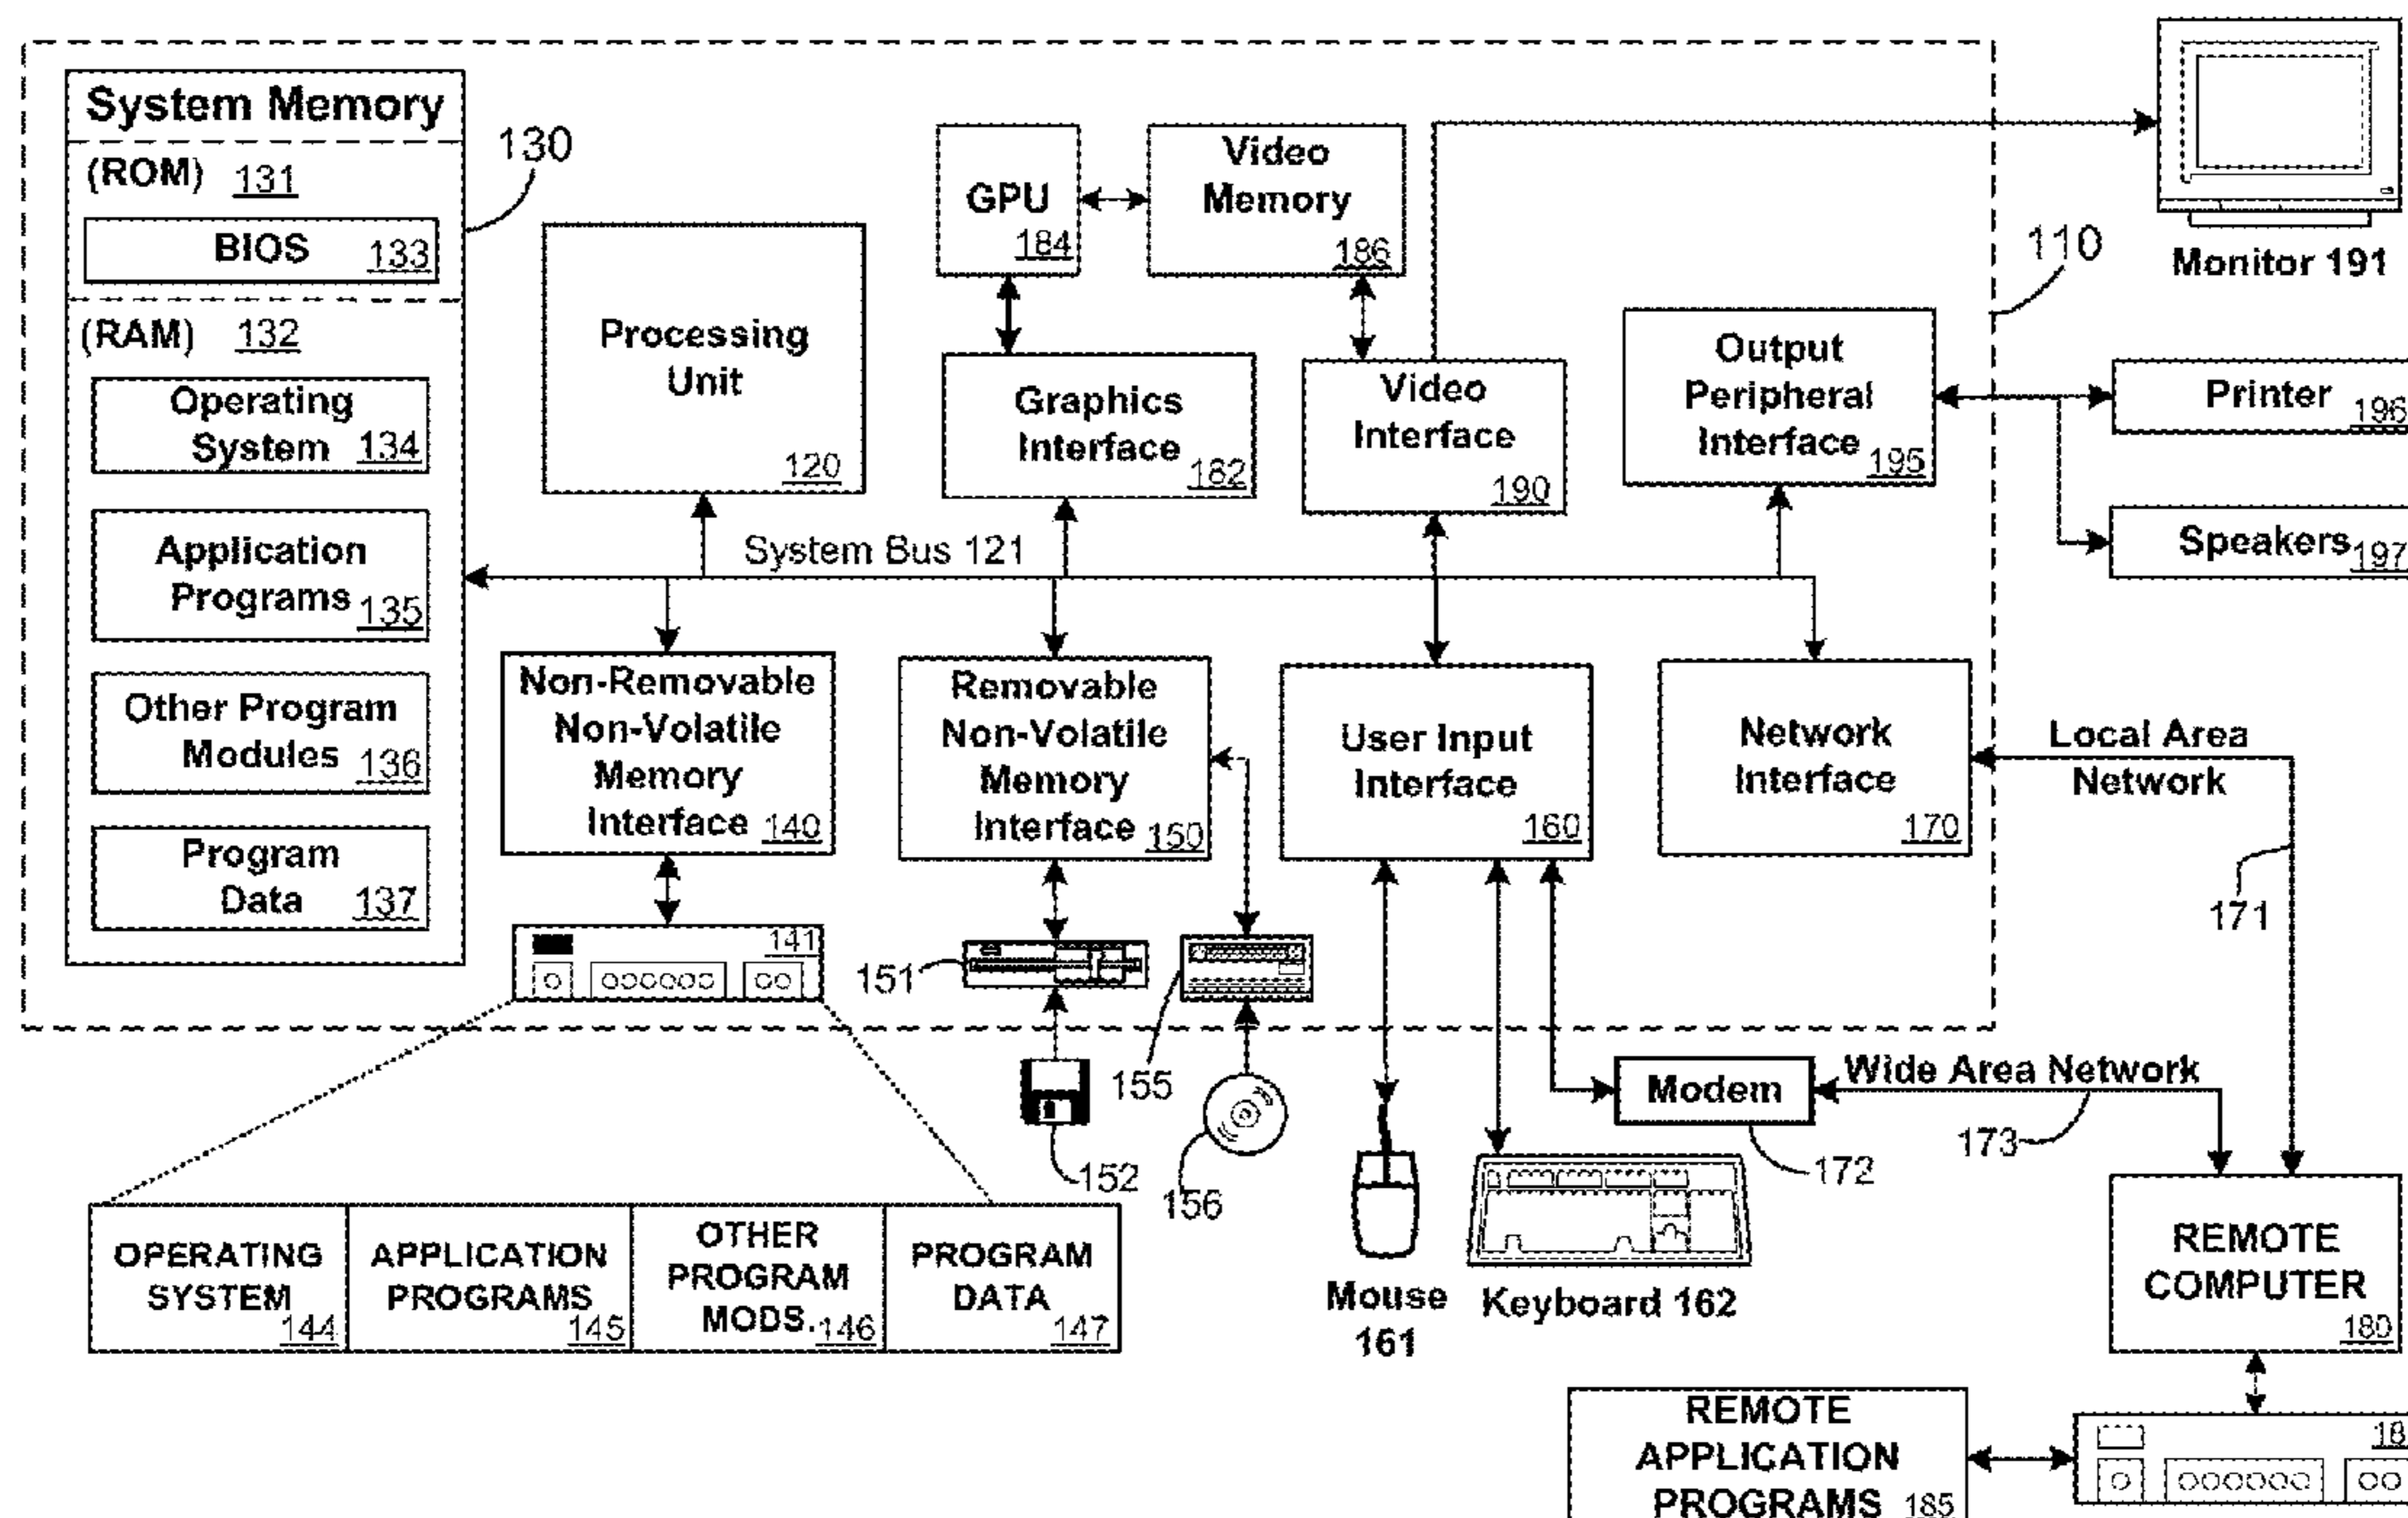 System Memory
(ROM) 131
BIOS 133
(RAM) 132
Operating
System 134
Application
Programs 135
Other Program
Modules 136
Program
Data 137
130
Processing
Unit
120
GPU
184
Video
Memory
186
Graphics
Interface
182
Video
Interface
190
Output
Peripheral
Interface 195
110
Monitor 191
Printer 196
Speakers 197
System Bus 121
Non-Removable
Non-Volatile
Memory
Interface 140
Removable
Non-Volatile
Memory
Interface 150
User Input
Interface
160
Network
Interface
170
Local Area
Network
171
141
151
152
155
156
Modem
172
Wide Area Network
173
Mouse
161
Keyboard 162
OPERATING
SYSTEM 144
APPLICATION
PROGRAMS
145
OTHER
PROGRAM
MODS. 146
PROGRAM
DATA
147
REMOTE
COMPUTER
180
REMOTE
APPLICATION
PROGRAMS 185